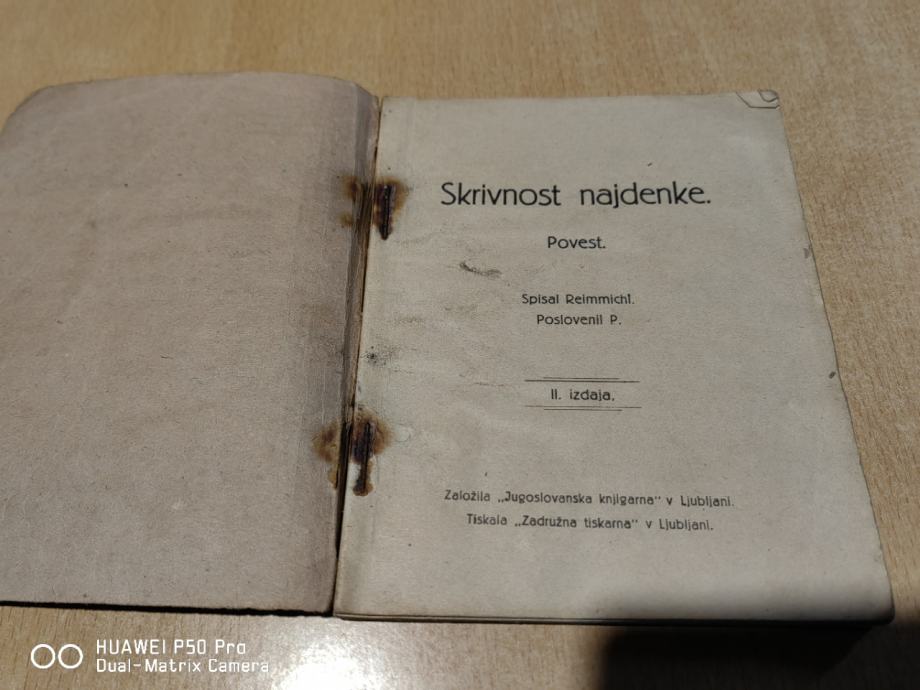 Skrivnost najdenke.
Povest.
Spisal Reimmichl.
Poslovenil P.
II. izdaja.
Založila „Jugoslovanska knjigarna“ v Ljubljani.
Tiskala „Zadružna tiskarna“ v Ljubljani.
HUAWEI P50 Pro
Dual-Matrix Camera